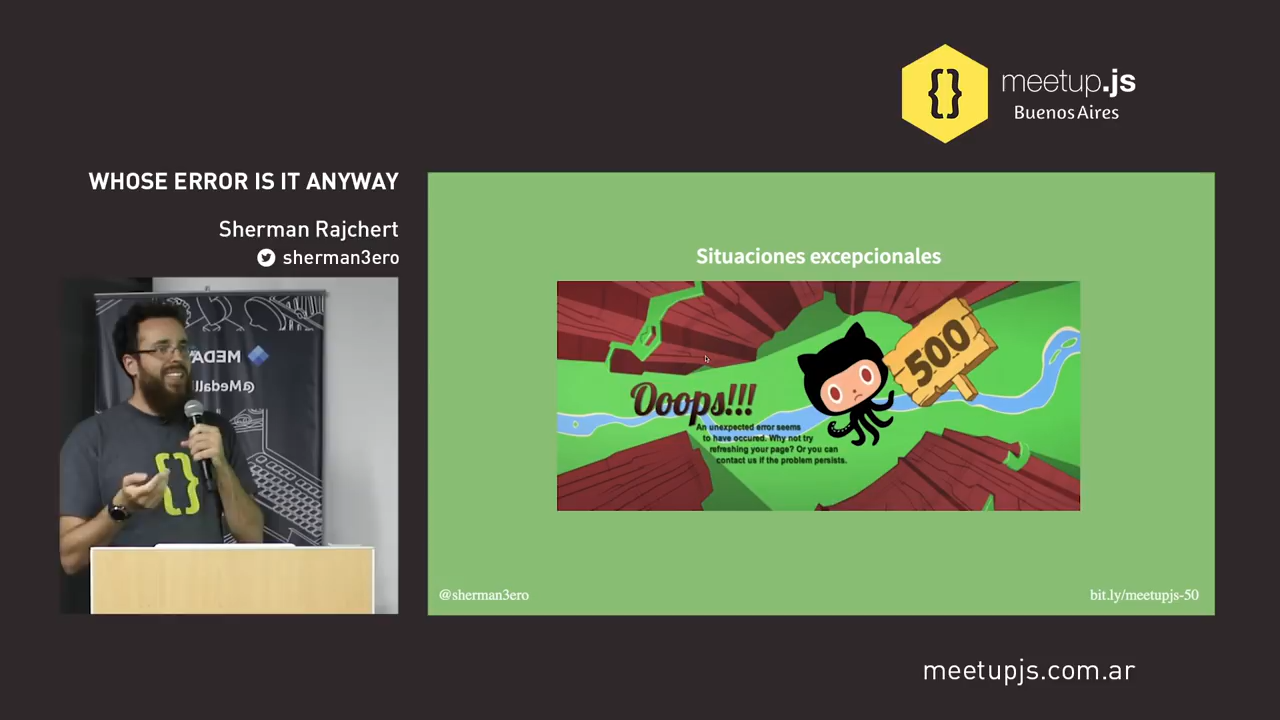 {}
meetup.js
Buenos Aires
WHOSE ERROR IS IT ANYWAY
Sherman Rajchert
sherman3ero
{}
Situaciones excepcionales
500
Ooops!!!
An unexpected error seems
to have occured. Why not try
refreshing your page? Or you can
contact us if the problem persists.
@sherman3ero
bit.ly/meetupjs-50
meetupjs.com.ar